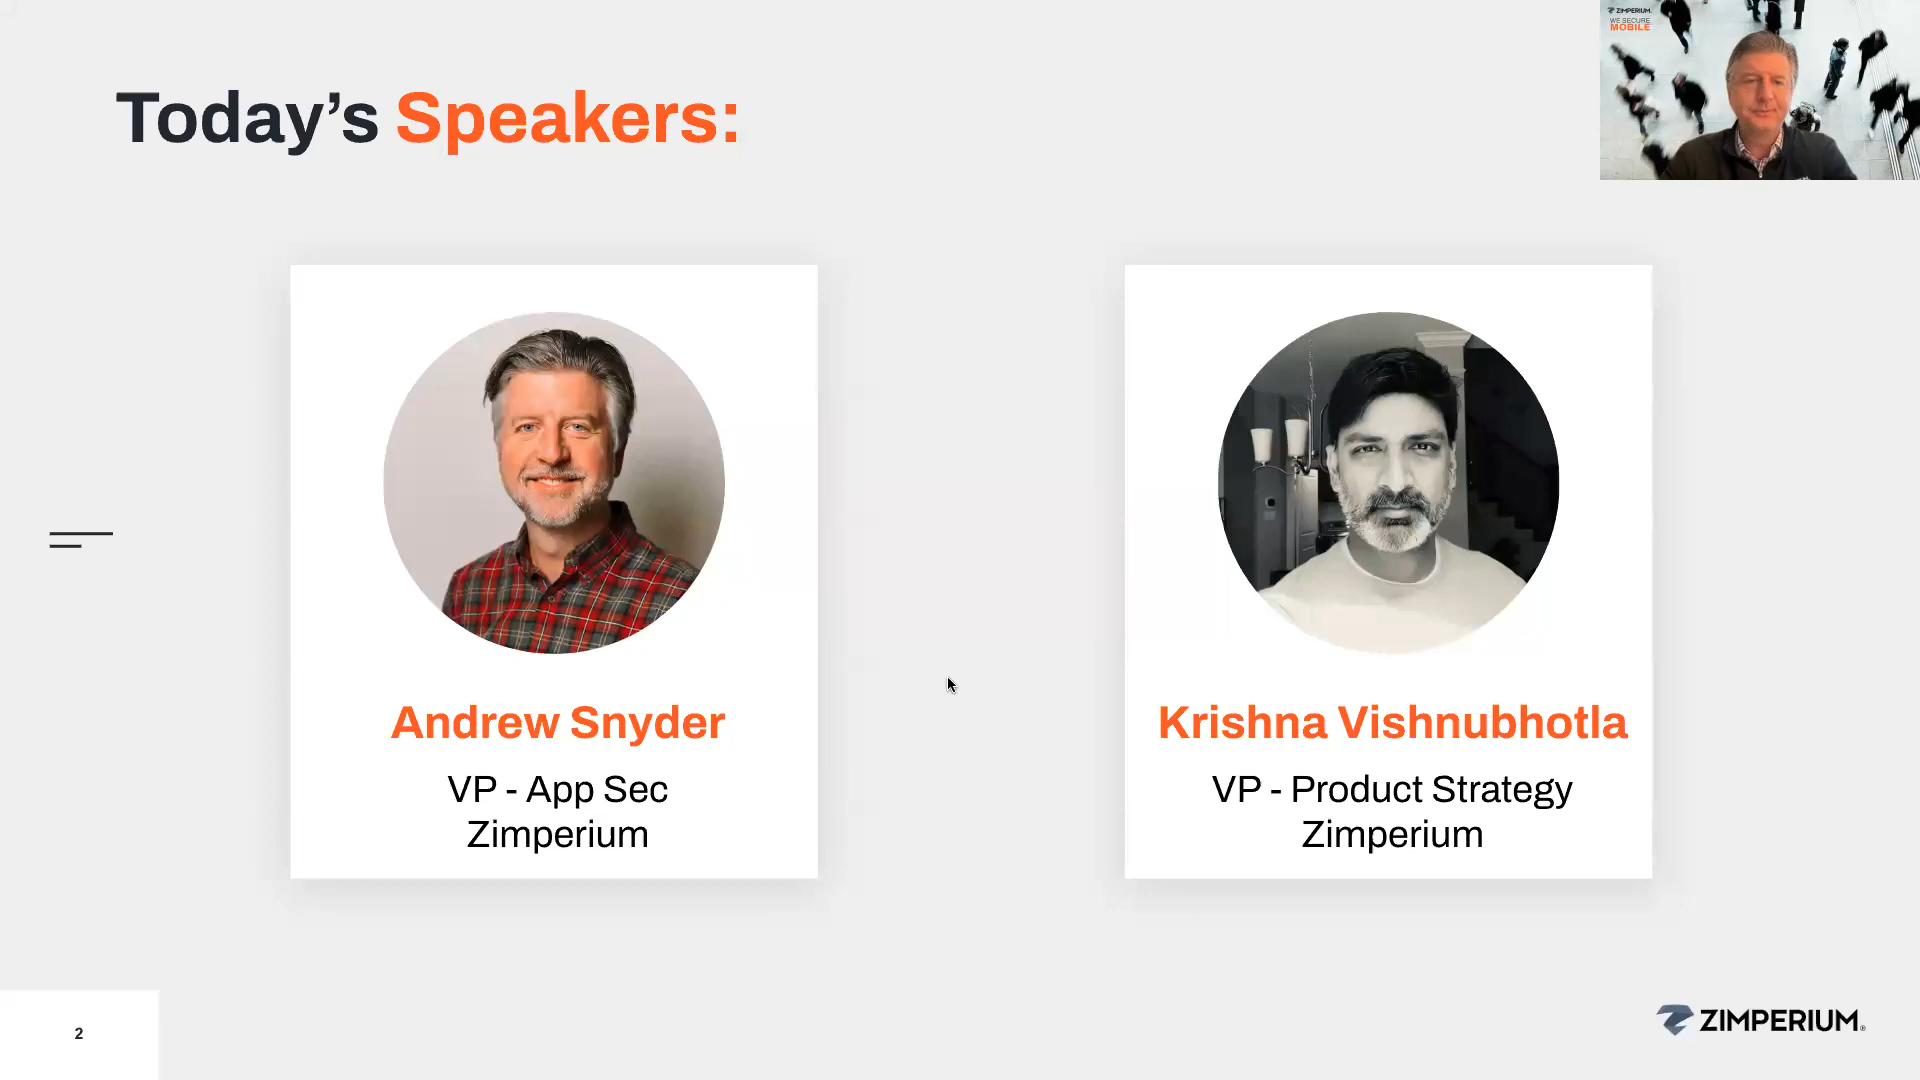 Today’s Speakers:
ZIMPERIUM
WE SECURE
MOBILE
Andrew Snyder
VP - App Sec
Zimperium
Krishna Vishnubhotla
VP - Product Strategy
Zimperium
2
ZIMPERIUM®